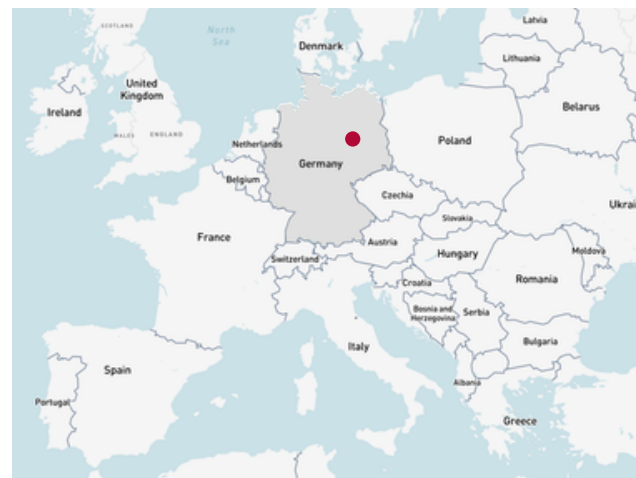 SCOTLAND
North
Sea
Denmark
Latvia
Lithuania
United
Kingdom
Ireland
Belarus
WALES
ENGLAND
Netherlands
Poland
Germany
Belgium
Czechia
Ukrai
Slovakia
France
Austria
Moldova
Switzerland
Hungary
Romania
Croatia
Bosnia and
Herzegovina
Serbia
Bulgaria
Italy
Spain
Albania
Portugal
Greece